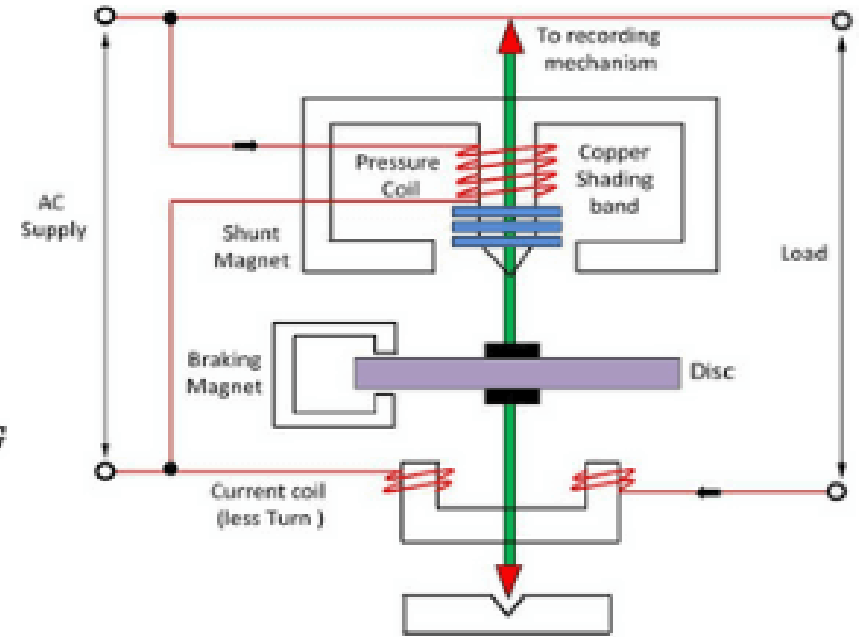 To recording
mechanism
Pressure
Coil
Copper
Shading
band
AC
Supply
Shunt
Magnet
Load
Braking
Magnet
Disc
Current coil
(less Turn )